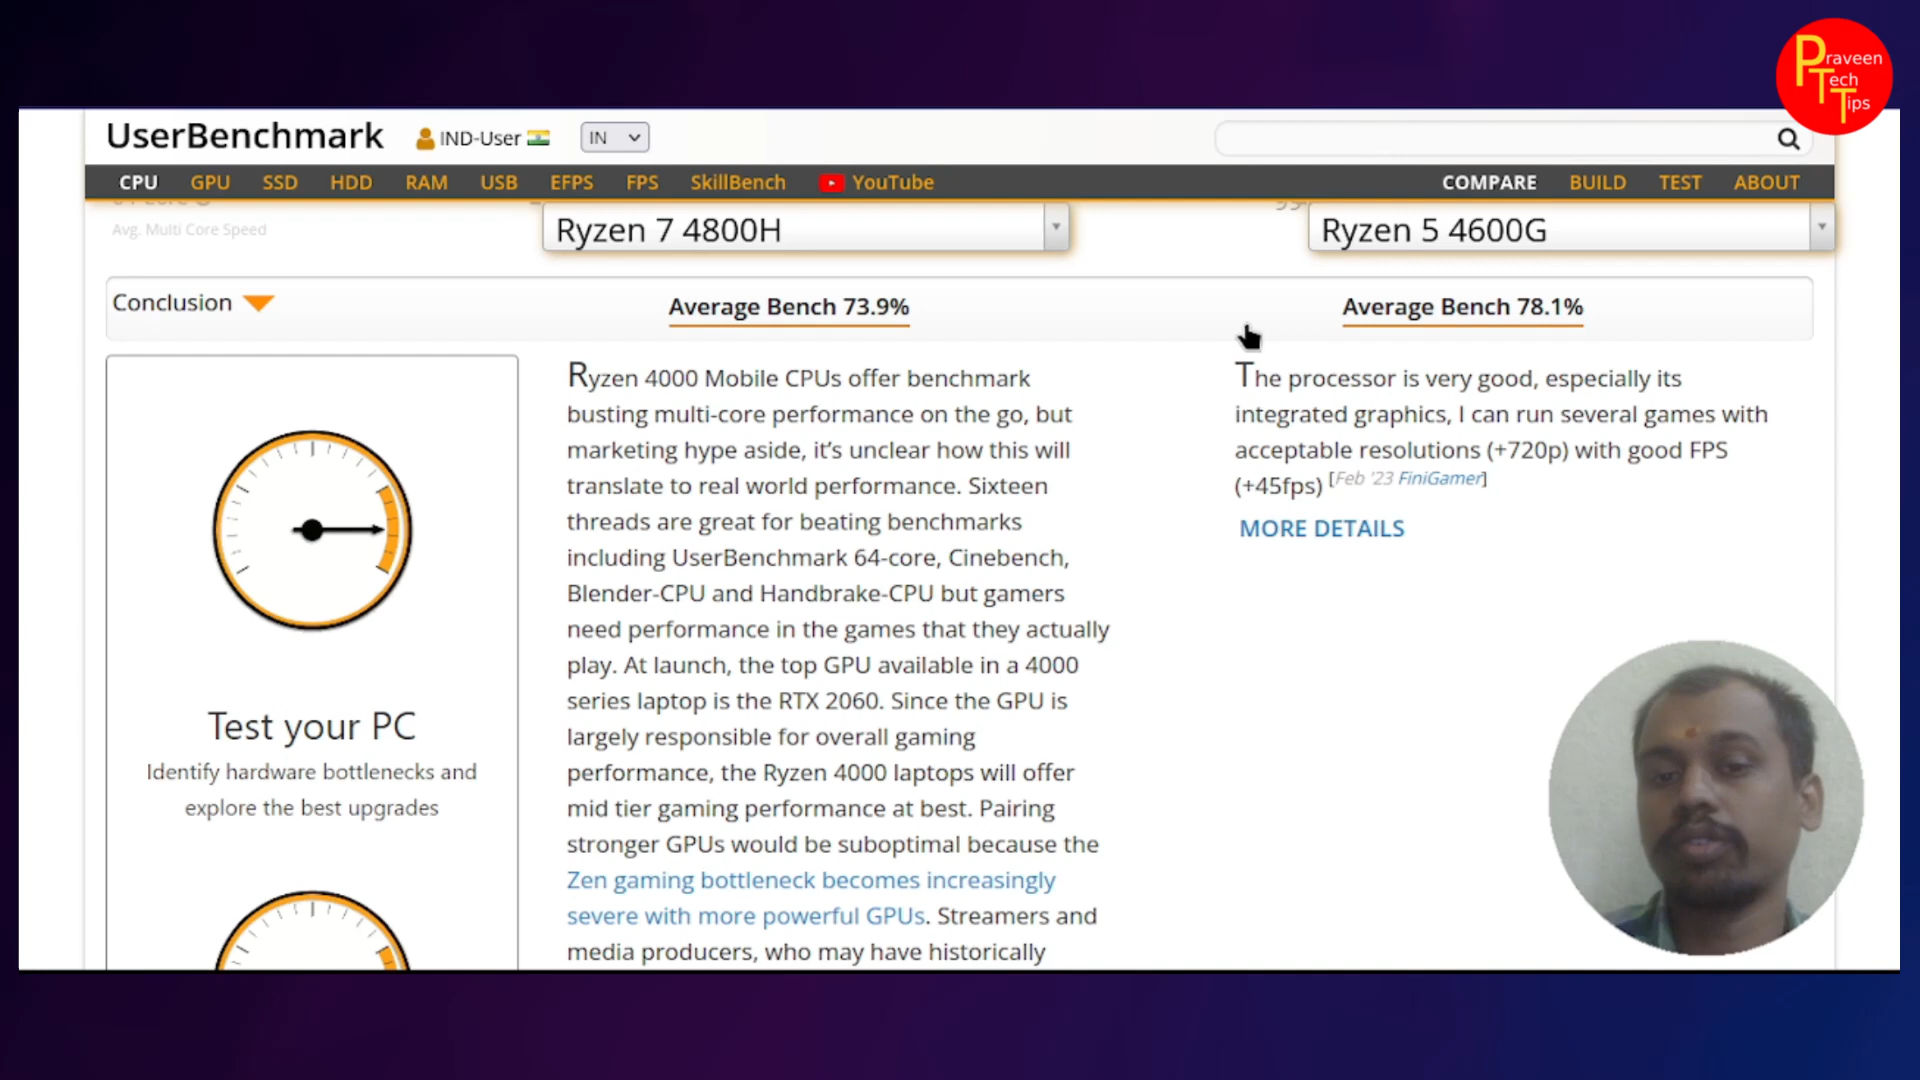 Praveen
Tech
Tips
UserBenchmark IND-User IN
CPU GPU SSD HDD RAM USB EFPS FPS SkillBench YouTube COMPARE BUILD TEST ABOUT
Avg. Multi Core Speed
Ryzen 7 4800H Ryzen 5 4600G
Conclusion Average Bench 73.9% Average Bench 78.1%
Ryzen 4000 Mobile CPUs offer benchmark
busting multi-core performance on the go, but
marketing hype aside, it’s unclear how this will
translate to real world performance. Sixteen
threads are great for beating benchmarks
including UserBenchmark 64-core, Cinebench,
Blender-CPU and Handbrake-CPU but gamers
need performance in the games that they actually
play. At launch, the top GPU available in a 4000
series laptop is the RTX 2060. Since the GPU is
largely responsible for overall gaming
performance, the Ryzen 4000 laptops will offer
mid tier gaming performance at best. Pairing
stronger GPUs would be suboptimal because the
Zen gaming bottleneck becomes increasingly
severe with more powerful GPUs. Streamers and
media producers, who may have historically
The processor is very good, especially its
integrated graphics, I can run several games with
acceptable resolutions (+720p) with good FPS
(+45fps) [Feb '23 FiniGamer]
MORE DETAILS
Test your PC
Identify hardware bottlenecks and
explore the best upgrades